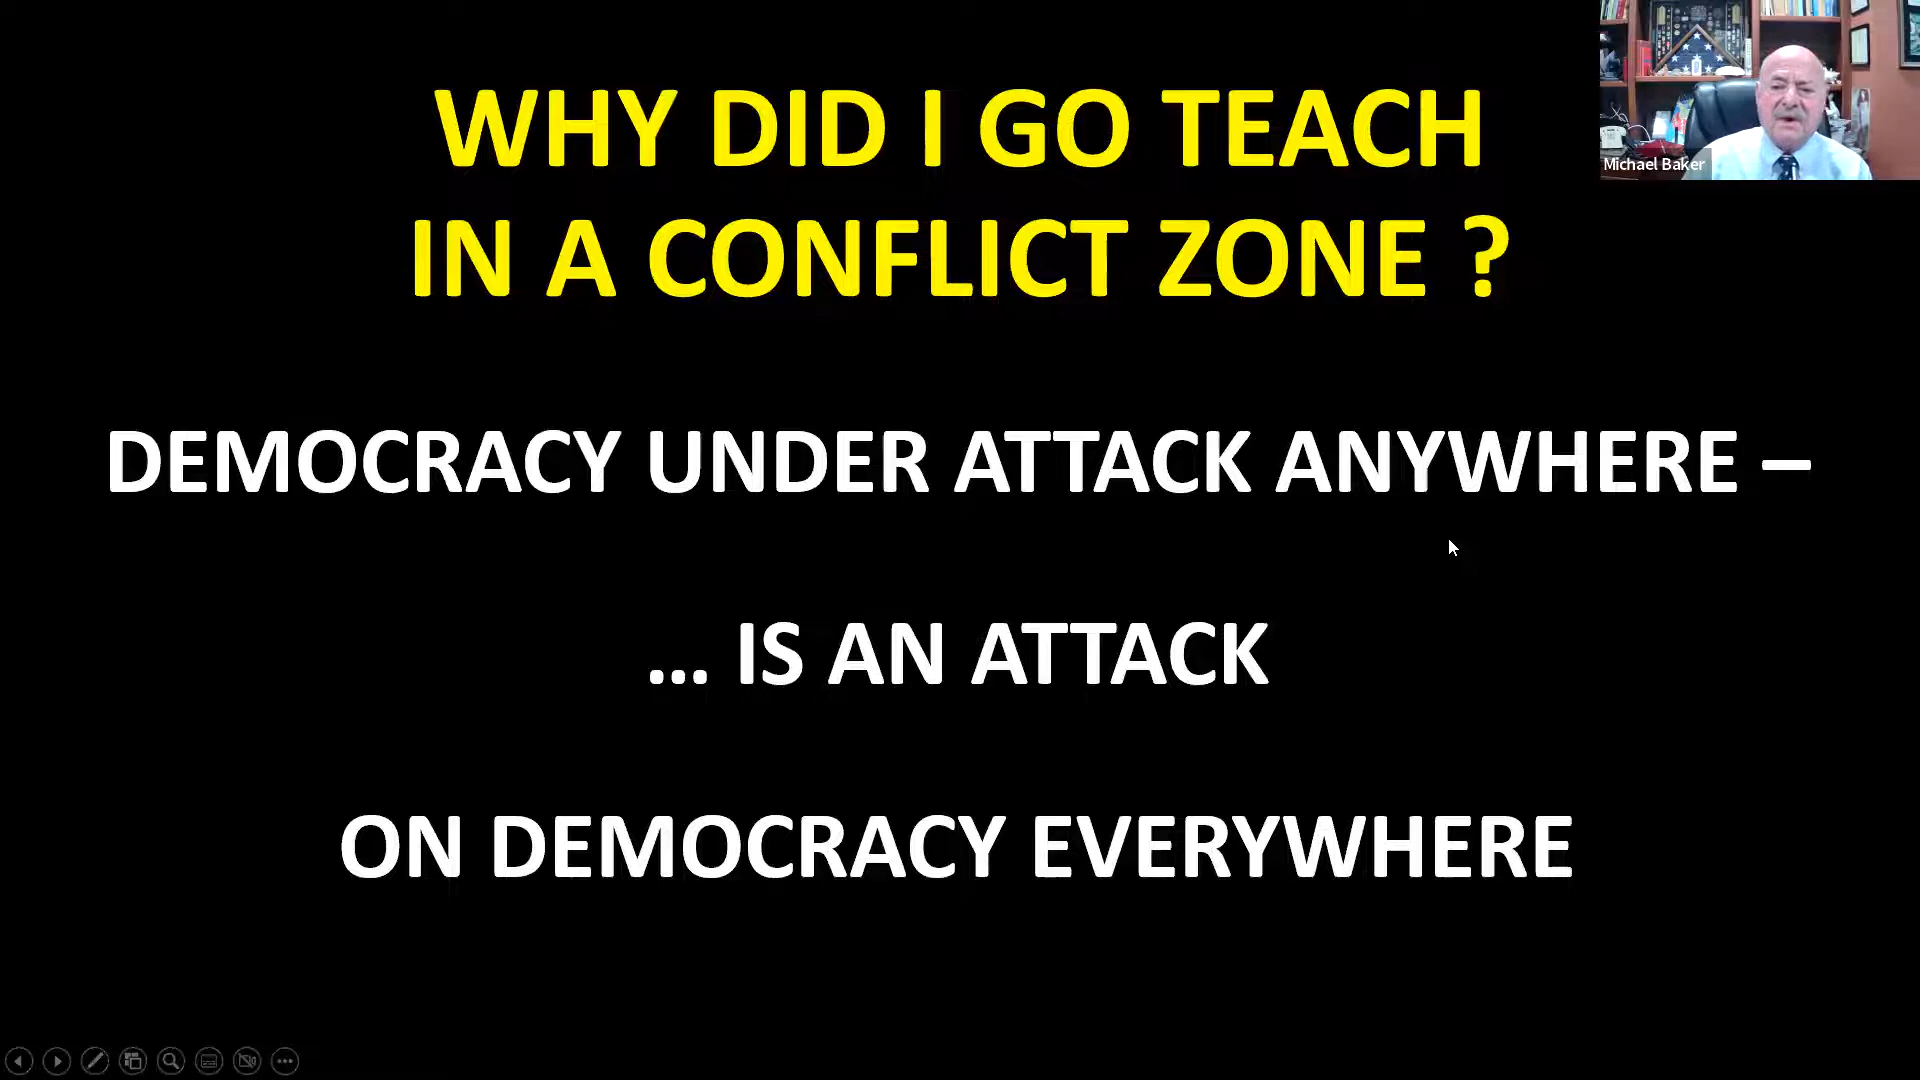 WHY DID I GO TEACH
IN A CONFLICT ZONE ?
Michael Baker
DEMOCRACY UNDER ATTACK ANYWHERE –
... IS AN ATTACK
ON DEMOCRACY EVERYWHERE